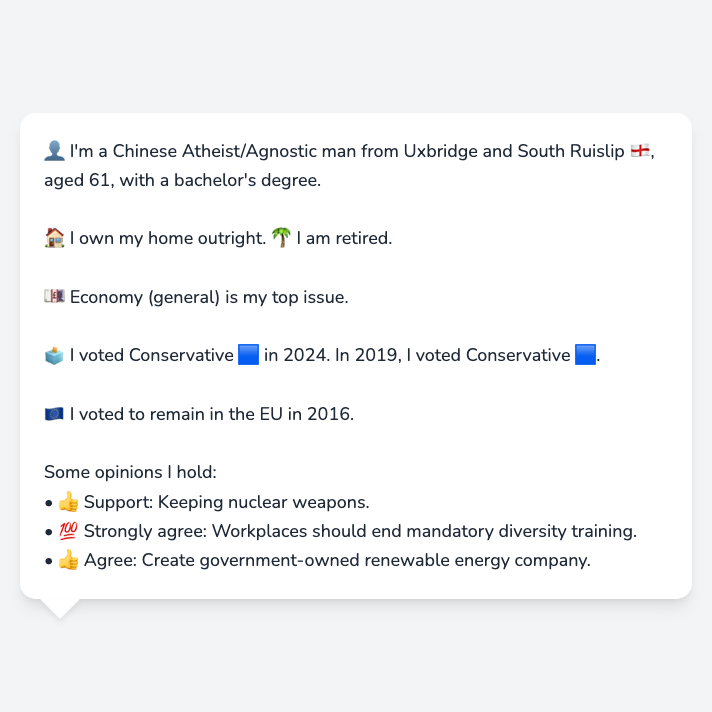 👤 I'm a Chinese Atheist/Agnostic man from Uxbridge and South Ruislip 🏴󠁧󠁢󠁥󠁮󠁧󠁿,
aged 61, with a bachelor's degree.
🏠 I own my home outright. 🌴 I am retired.
💷 Economy (general) is my top issue.
🗳️ I voted Conservative 🟦 in 2024. In 2019, I voted Conservative 🟦.
🇪🇺 I voted to remain in the EU in 2016.
Some opinions I hold:
• 👍 Support: Keeping nuclear weapons.
• 💯 Strongly agree: Workplaces should end mandatory diversity training.
• 👍 Agree: Create government-owned renewable energy company.